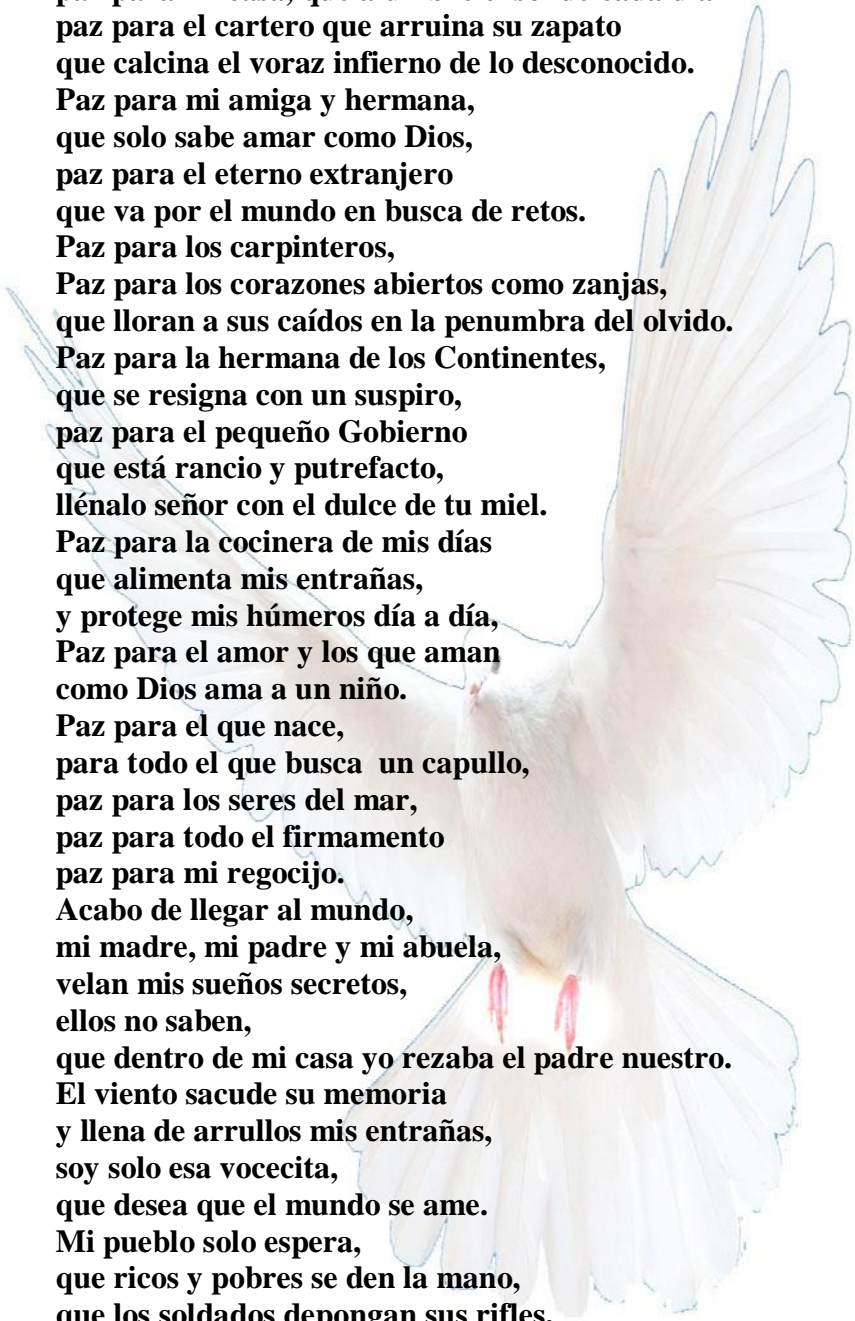 paz para mi casa, que a un cada día
paz para el cartero que arruina su zapato
que calcina el voraz infierno de lo desconocido.
Paz para mi amiga y hermana,
que solo sabe amar como Dios,
paz para el eterno extranjero
que va por el mundo en busca de retos.
Paz para los carpinteros,
Paz para los corazones abiertos como zanjas,
que lloran a sus caídos en la penumbra del olvido.
Paz para la hermana de los Continentes,
que se resigna con un suspiro,
paz para el pequeño Gobierno
que está rancio y putrefacto,
llénalo señor con el dulce de tu miel.
Paz para la cocinera de mis días
que alimenta mis entrañas,
y protege mis húmeros día a día,
Paz para el amor y los que aman
como Dios ama a un niño.
Paz para el que nace,
para todo el que busca  un capullo,
paz para los seres del mar,
paz para todo el firmamento
paz para mi regocijo.
Acabo de llegar al mundo,
mi madre, mi padre y mi abuela,
velan mis sueños secretos,
ellos no saben,
que dentro de mi casa yo rezaba el padre nuestro.
El viento sacude su memoria
y llena de arrullos mis entrañas,
soy solo esa vocecita,
que desea que el mundo se ame.
Mi pueblo solo espera,
que ricos y pobres se den la mano,
que los soldados depongan sus rifles,